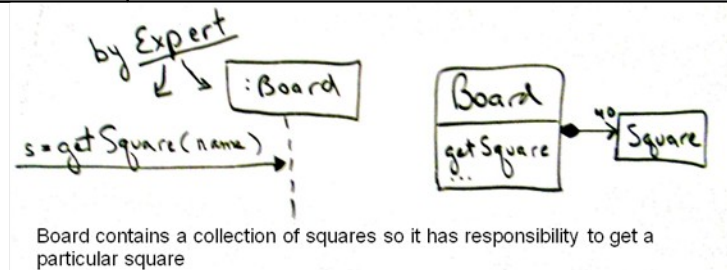 by Expert
:Board
s=getSquare(name)
Board
getSquare
...
40
Square
Board contains a collection of squares so it has responsibility to get a
particular square